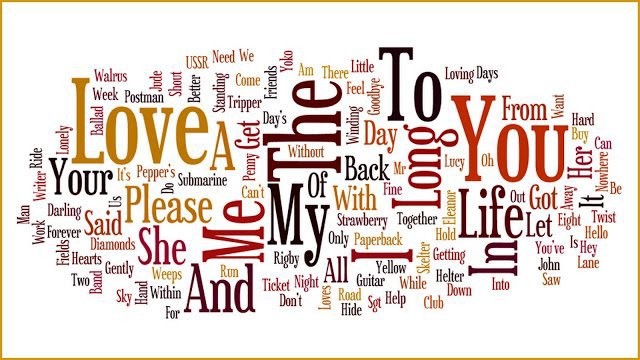 Walrus
Week
Ballad
Postman
Jude
Shout
USSR
Better
Need
We
Standing
Come
Tripper
Friends
Yoko
Am
There
Little
Feel
Goodbye
Winding
To
Loving Days
Lonely
Love
A
Get
Penny
Day's
The
Without
Day
Mr
Back
Long
Lucy
Oh
You
From
Want
Hard
Buy
Her
Can
It
Nowhere
Be
Man
Writer
Ride
Your
It's
Pepper's
Do
Submarine
Us
Please
Can't
Me
Of
My
With
Fine
Strawberry
Together
Eleanor
Hold
Life
Out
Got
Away
Let
Eight
Twist
Hello
Work
Darling
Forever
Said
Fields
Diamonds
Hearts
She
Two
Band
Gently
Weeps
Sky
Hand
Within
For
And
Run
Rigby
Only
Paperback
I
Ticket
Night
All
Don't
Loves
Yellow
Guitar
Road
Hide
Sgt
Help
While
Skelter
Getting
Helter
Down
Club
In
Into
You've
Is
Hey
John
Lane
Saw